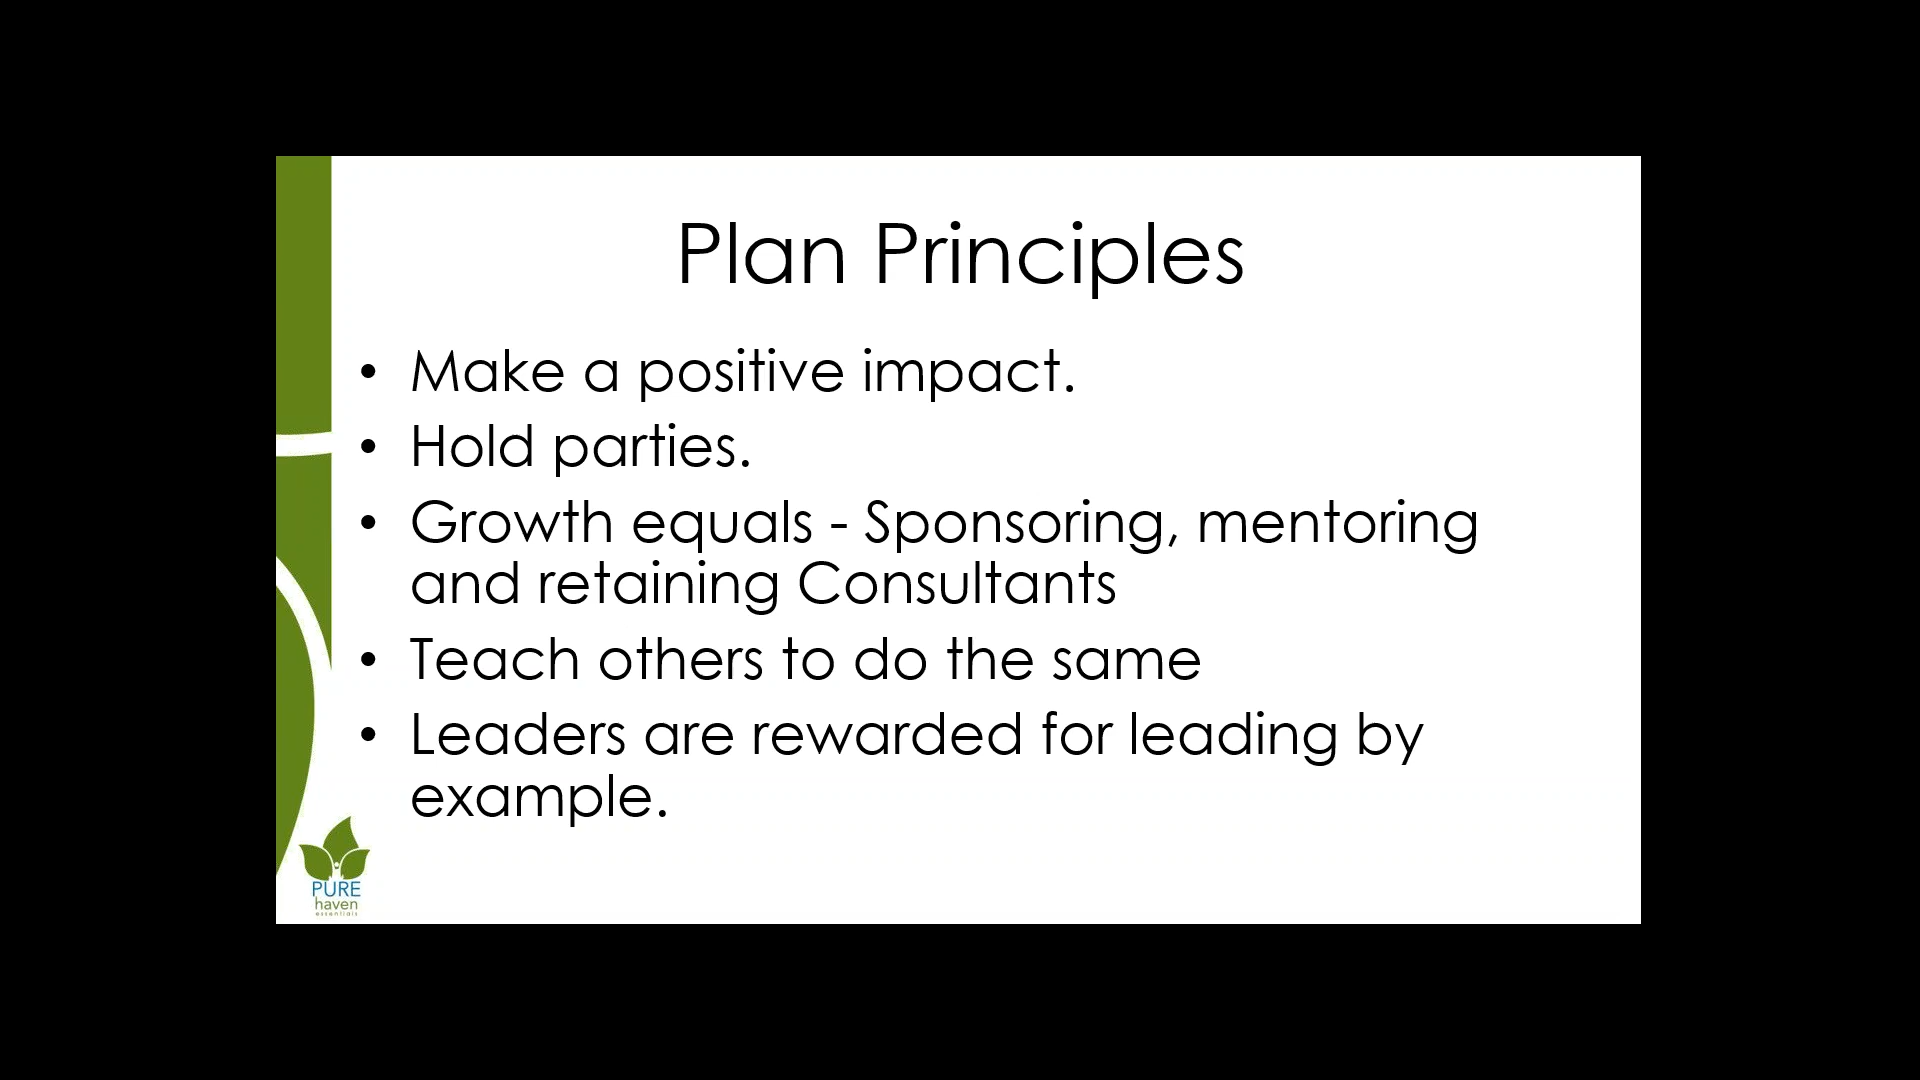 Plan Principles
• Make a positive impact.
• Hold parties.
• Growth equals - Sponsoring, mentoring
and retaining Consultants
• Teach others to do the same
• Leaders are rewarded for leading by
example.
PURE
haven
essentials